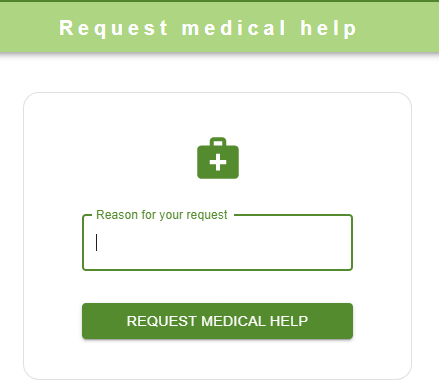 Request medical help
Reason for your request
REQUEST MEDICAL HELP